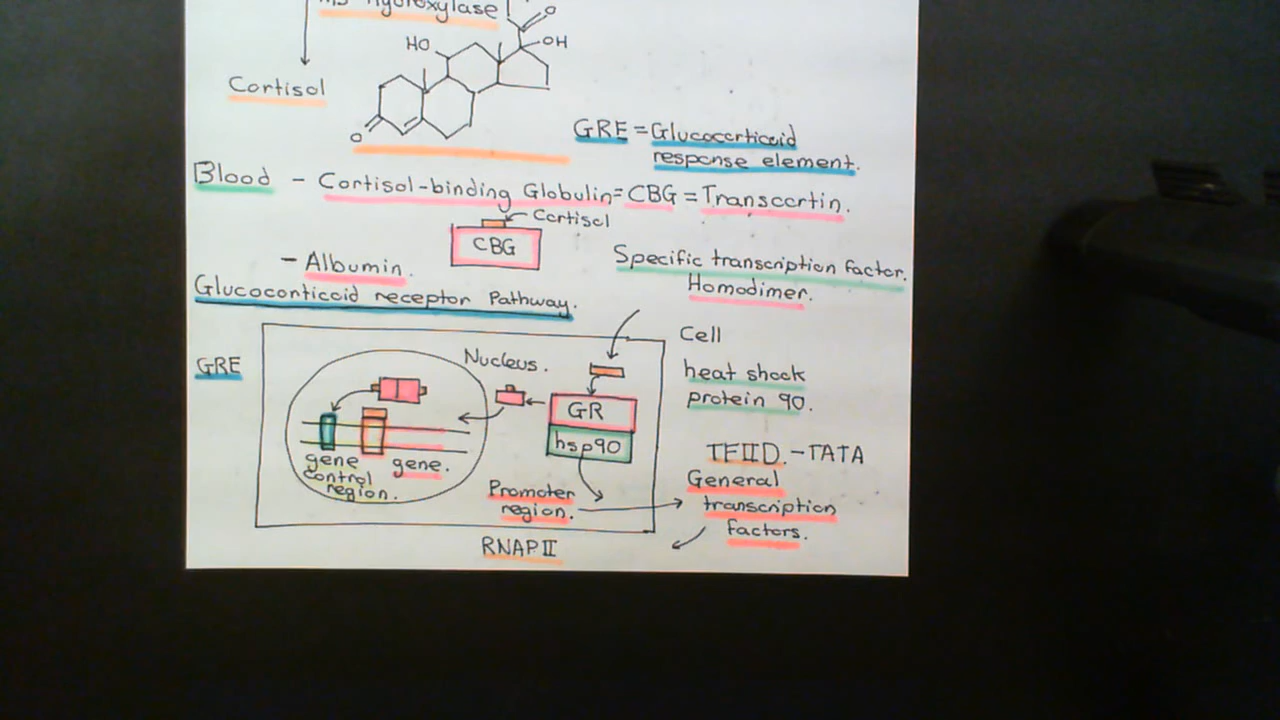 Hydroxylase
HO
OH
O
O
Cortisol
GRE = Glucocorticoid
response element.
Blood - Cortisol-binding Globulin = CBG = Transcortin.
Cortisol
CBG
- Albumin.
Specific transcription factor.
Homodimer.
Glucocorticoid receptor Pathway.
Cell
GRE
Nucleus.
heat shock
protein 90.
GR
hsp90
gene
control
region.
gene.
Promoter
region.
TFIID. - TATA
General
transcription
factors.
RNAP II